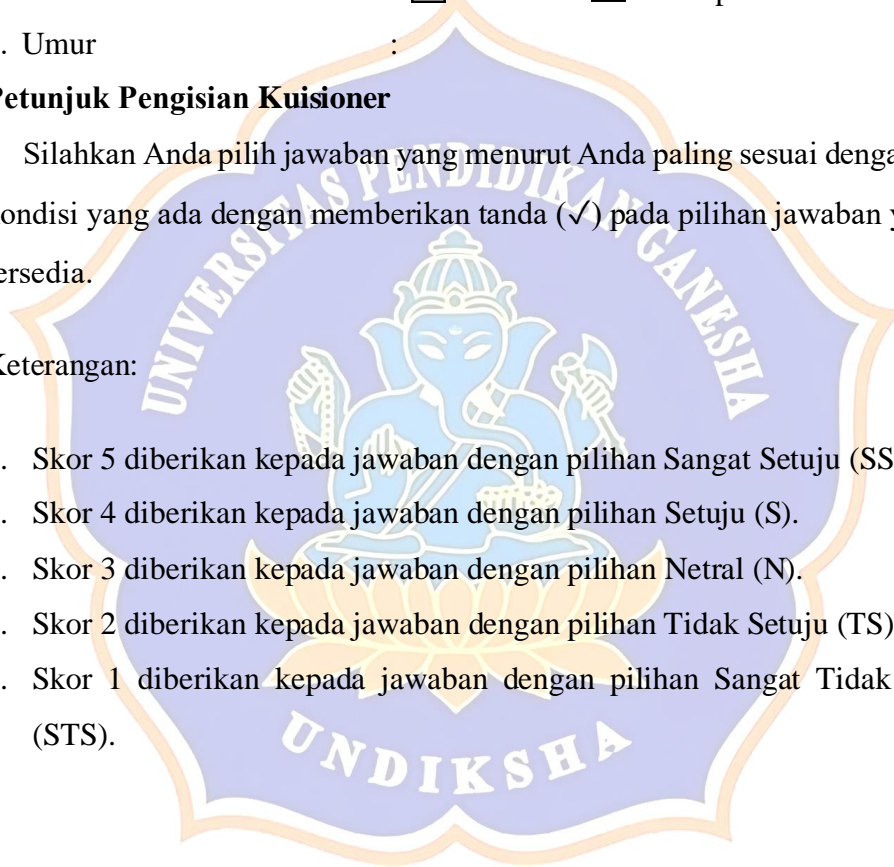 . Umur :
Petunjuk Pengisian Kuisioner
Silahkan Anda pilih jawaban yang menurut Anda paling sesuai denga
ondisi yang ada dengan memberikan tanda (✓) pada pilihan jawaban y
ersedia.
Keterangan:
. Skor 5 diberikan kepada jawaban dengan pilihan Sangat Setuju (SS
. Skor 4 diberikan kepada jawaban dengan pilihan Setuju (S).
. Skor 3 diberikan kepada jawaban dengan pilihan Netral (N).
. Skor 2 diberikan kepada jawaban dengan pilihan Tidak Setuju (TS)
. Skor 1 diberikan kepada jawaban dengan pilihan Sangat Tidak
(STS).
UNIVERSITAS PENDIDIKAN GANESHA
UNDIKSHA